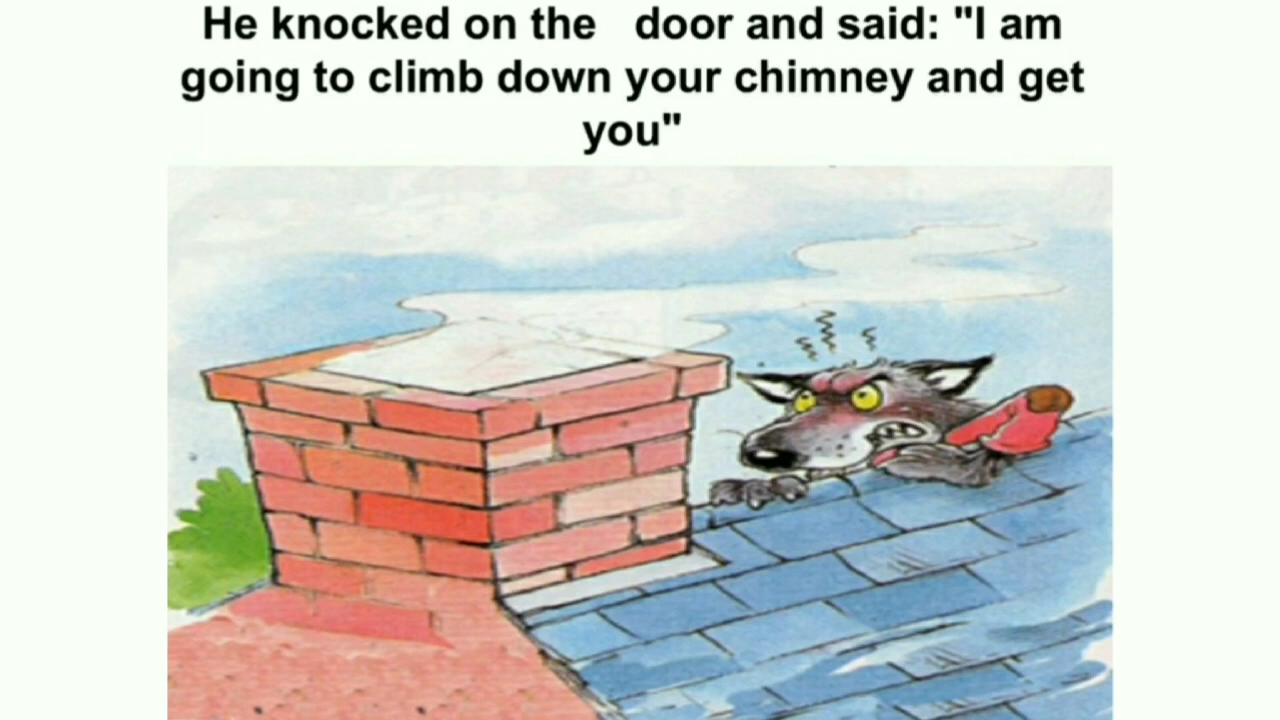 He knocked on the door and said: "I am
going to climb down your chimney and get
you"